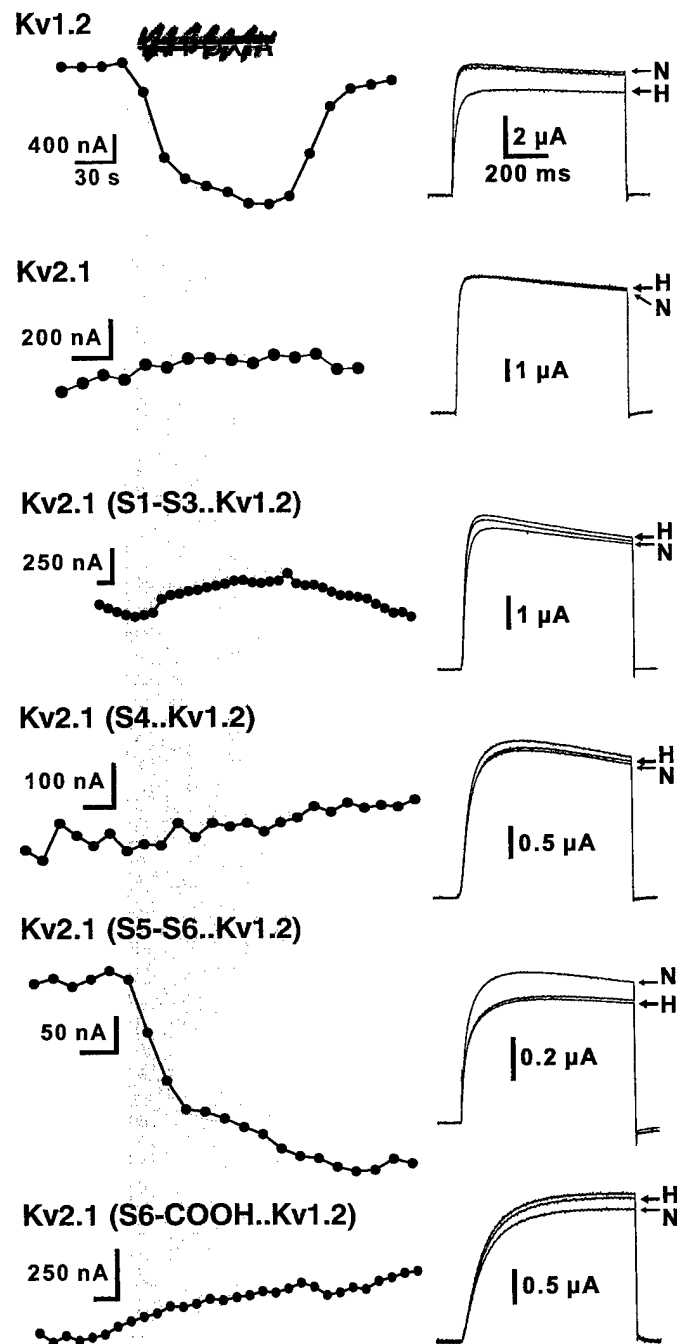 Kv1.2
N
H
400 nA
30 s
2 µA
200 ms
Kv2.1
200 nA
H
N
1 µA
Kv2.1 (S1-S3..Kv1.2)
250 nA
H
N
1 µA
Kv2.1 (S4..Kv1.2)
100 nA
H
N
0.5 µA
Kv2.1 (S5-S6..Kv1.2)
50 nA
N
H
0.2 µA
Kv2.1 (S6-COOH..Kv1.2)
250 nA
H
N
0.5 µA